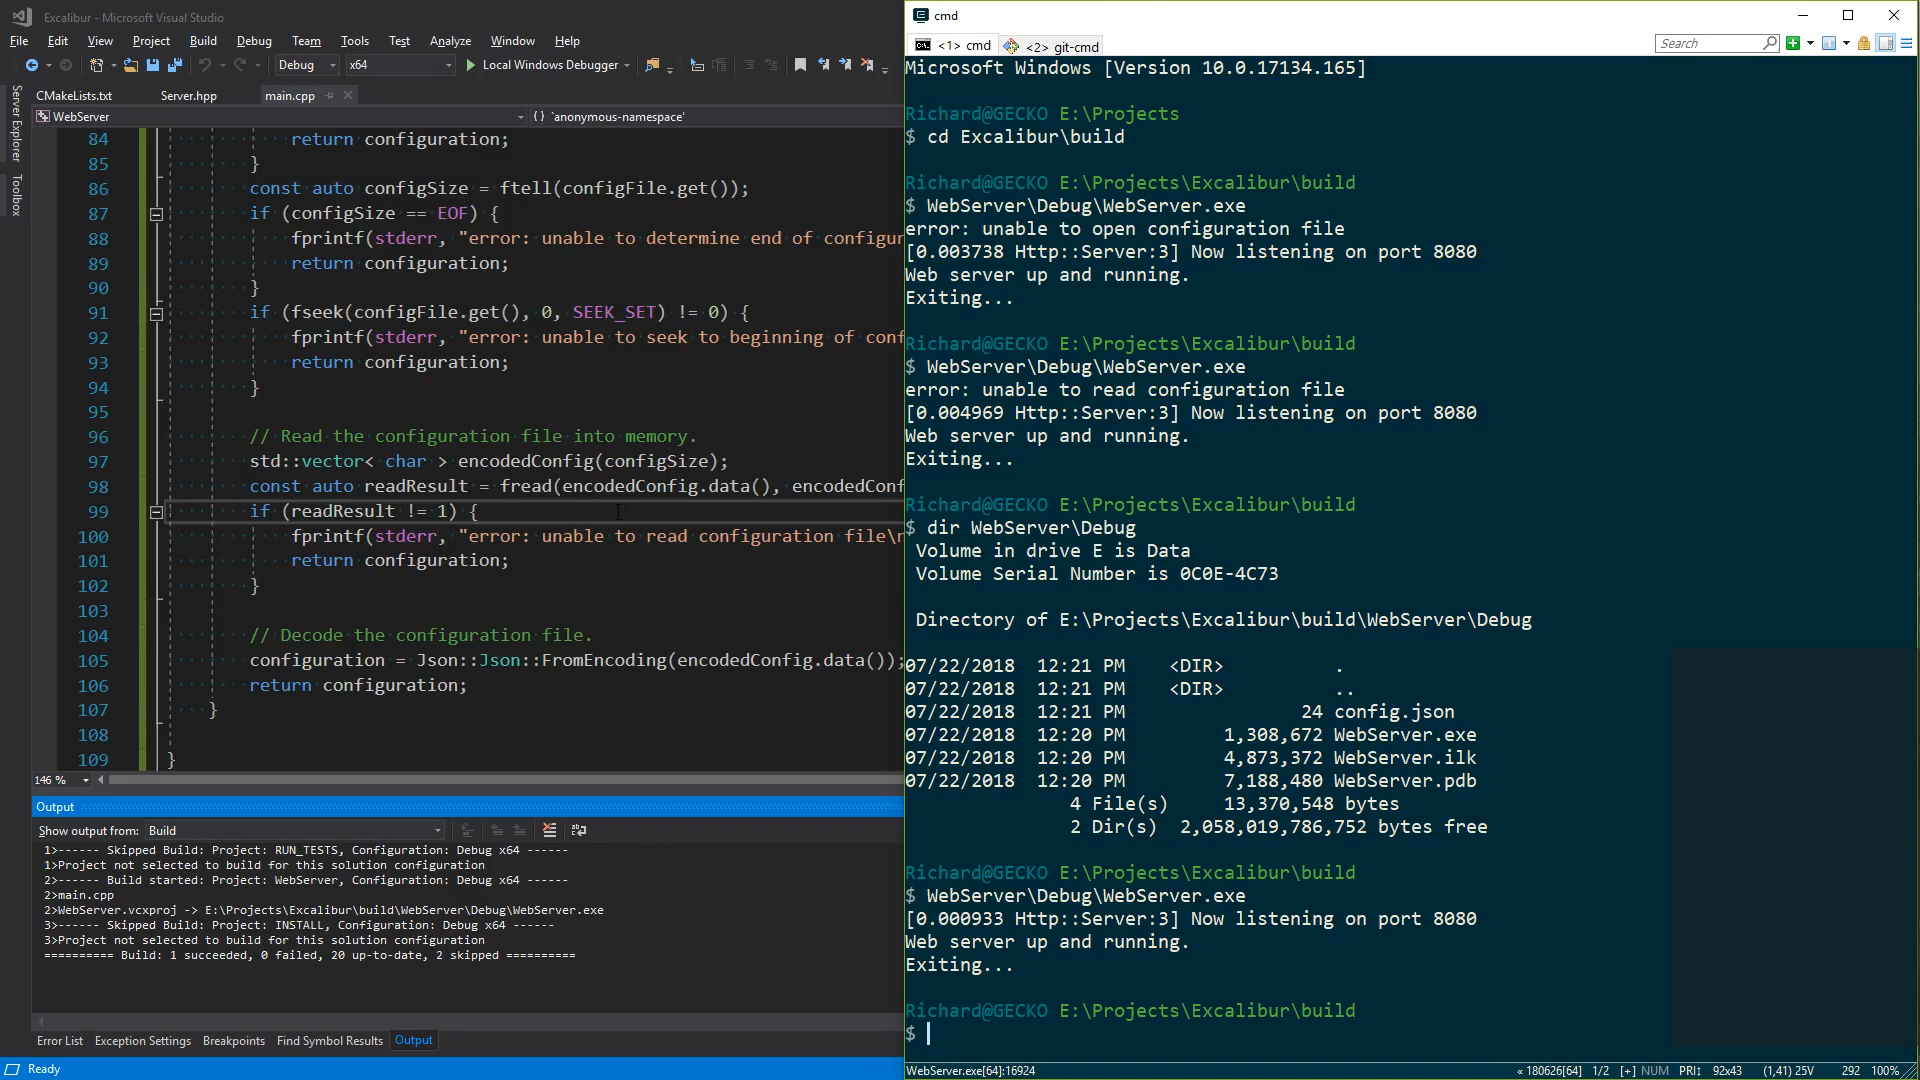 Excalibur - Microsoft Visual Studio
File Edit View Project Build Debug Team Tools Test Analyze Window Help
Debug x64 Local Windows Debugger
Server Explorer
Toolbox
CMakeLists.txt Server.hpp main.cpp
WebServer {} `anonymous-namespace'
84 return configuration;
85 }
86 const auto configSize = ftell(configFile.get());
87 if (configSize == EOF) {
88 fprintf(stderr, "error: unable to determine end of configur
89 return configuration;
90 }
91 if (fseek(configFile.get(), 0, SEEK_SET) != 0) {
92 fprintf(stderr, "error: unable to seek to beginning of conf
93 return configuration;
94 }
95
96 // Read the configuration file into memory.
97 std::vector< char > encodedConfig(configSize);
98 const auto readResult = fread(encodedConfig.data(), encodedConf
99 if (readResult != 1) {
100 fprintf(stderr, "error: unable to read configuration file\n
101 return configuration;
102 }
103
104 // Decode the configuration file.
105 configuration = Json::Json::FromEncoding(encodedConfig.data());
106 return configuration;
107 }
108
109 }
146 %
Output
Show output from: Build
1>------ Skipped Build: Project: RUN_TESTS, Configuration: Debug x64 ------
1>Project not selected to build for this solution configuration
2>------ Build started: Project: WebServer, Configuration: Debug x64 ------
2>main.cpp
2>WebServer.vcxproj -> E:\Projects\Excalibur\build\WebServer\Debug\WebServer.exe
3>------ Skipped Build: Project: INSTALL, Configuration: Debug x64 ------
3>Project not selected to build for this solution configuration
========== Build: 1 succeeded, 0 failed, 20 up-to-date, 2 skipped ==========
Error List Exception Settings Breakpoints Find Symbol Results Output
Ready
cmd
<1> cmd <2> git-cmd Search
Microsoft Windows [Version 10.0.17134.165]
Richard@GECKO E:\Projects
$ cd Excalibur\build
Richard@GECKO E:\Projects\Excalibur\build
$ WebServer\Debug\WebServer.exe
error: unable to open configuration file
[0.003738 Http::Server:3] Now listening on port 8080
Web server up and running.
Exiting...
Richard@GECKO E:\Projects\Excalibur\build
$ WebServer\Debug\WebServer.exe
error: unable to read configuration file
[0.004969 Http::Server:3] Now listening on port 8080
Web server up and running.
Exiting...
Richard@GECKO E:\Projects\Excalibur\build
$ dir WebServer\Debug
Volume in drive E is Data
Volume Serial Number is 0C0E-4C73
Directory of E:\Projects\Excalibur\build\WebServer\Debug
07/22/2018 12:21 PM <DIR> .
07/22/2018 12:21 PM <DIR> ..
07/22/2018 12:21 PM 24 config.json
07/22/2018 12:20 PM 1,308,672 WebServer.exe
07/22/2018 12:20 PM 4,873,372 WebServer.ilk
07/22/2018 12:20 PM 7,188,480 WebServer.pdb
4 File(s) 13,370,548 bytes
2 Dir(s) 2,058,019,786,752 bytes free
Richard@GECKO E:\Projects\Excalibur\build
$ WebServer\Debug\WebServer.exe
[0.000933 Http::Server:3] Now listening on port 8080
Web server up and running.
Exiting...
Richard@GECKO E:\Projects\Excalibur\build
$
WebServer.exe[64]:16924 « 180626[64] 1/2 [+] NUM PRI↕ 92x43 (1,41) 25V 292 100%